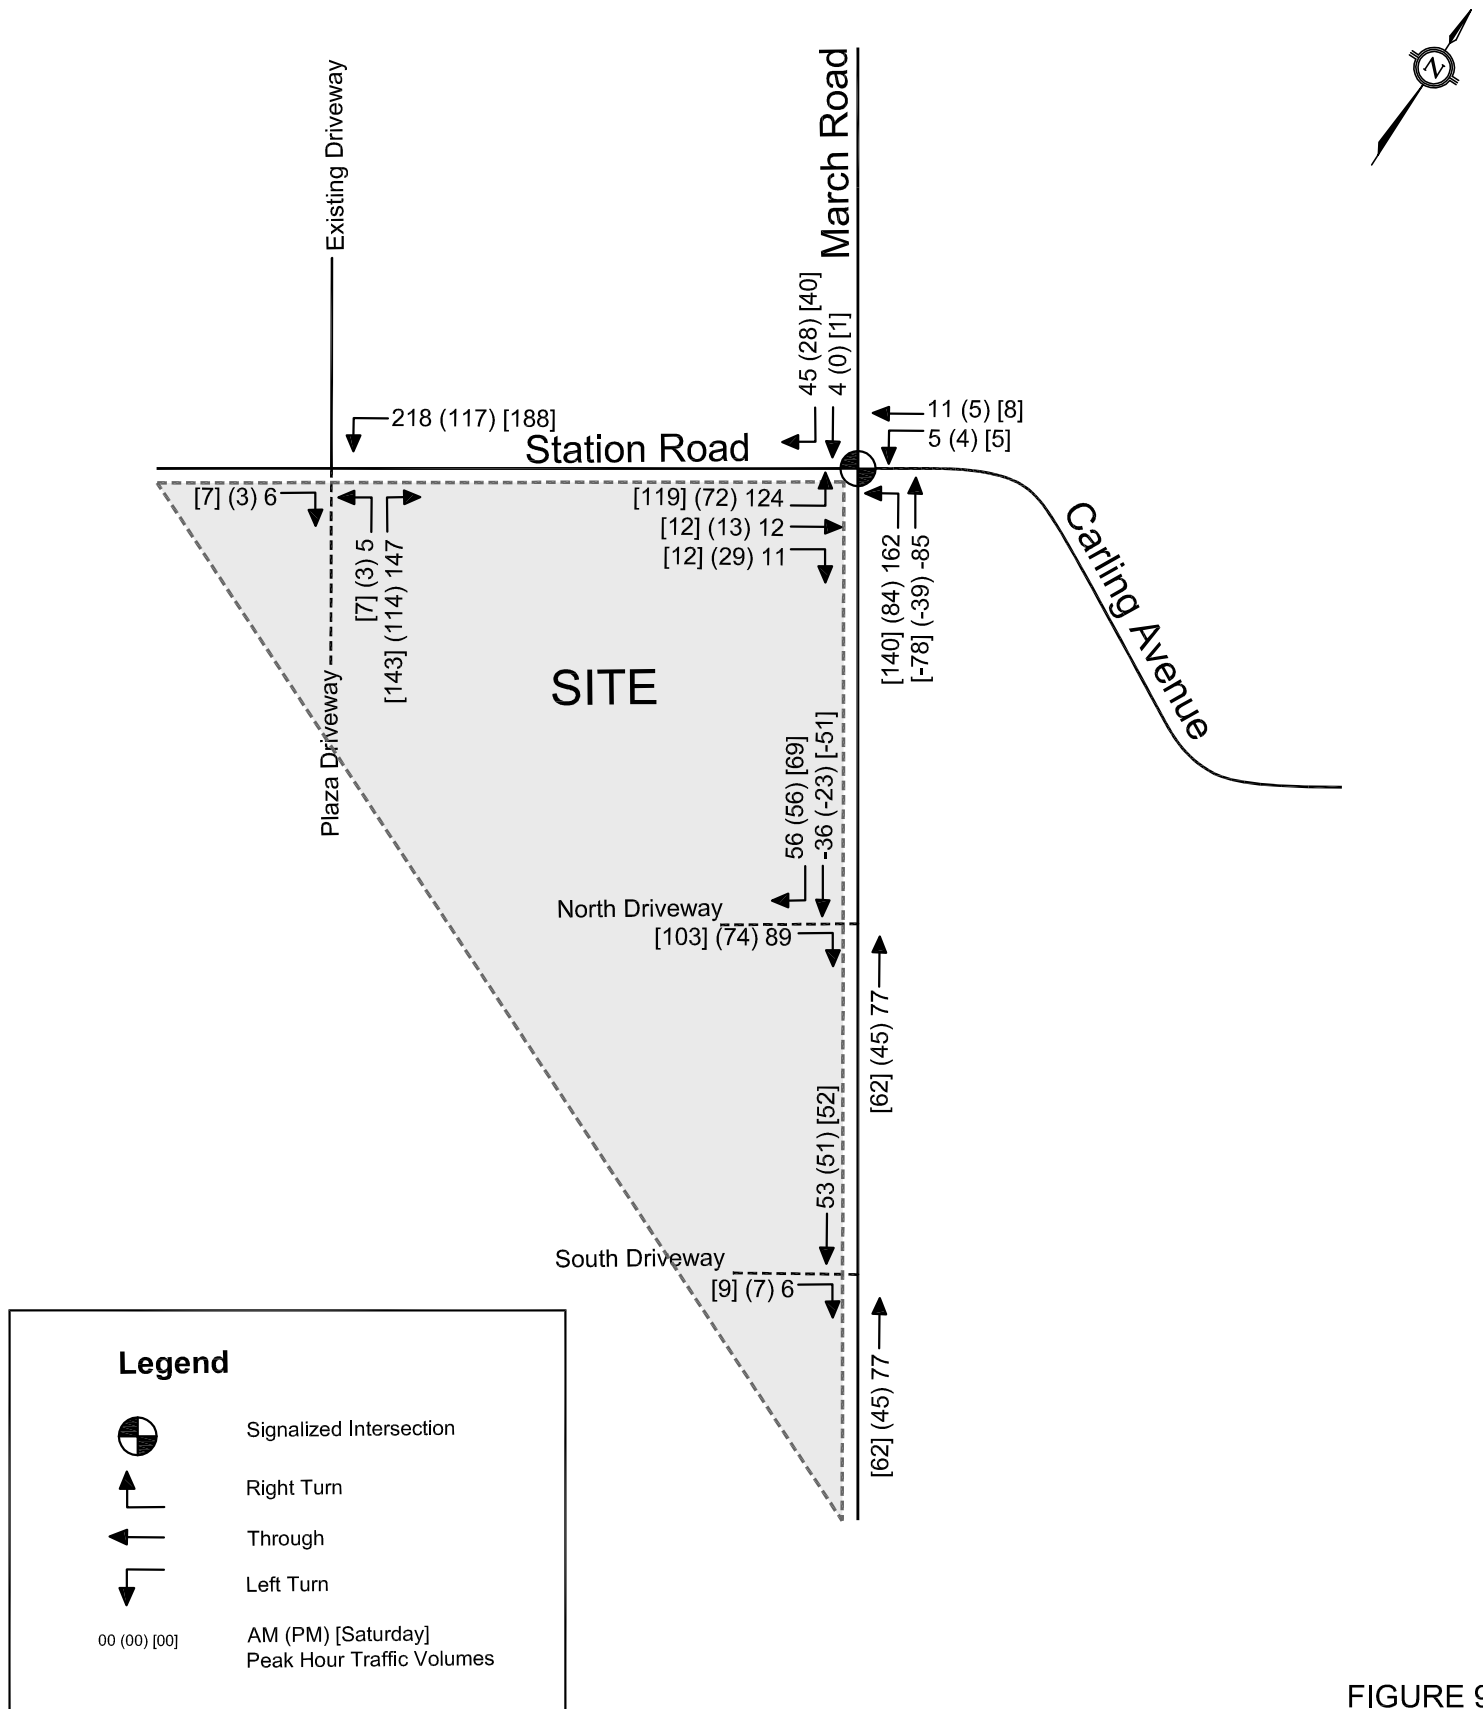 N
Existing Driveway
March Road
45 (28) [40]
4 (0) [1]
11 (5) [8]
5 (4) [5]
218 (117) [188]
Station Road
[7] (3) 6
[7] (3) 5
[143] (114) 147
[119] (72) 124
[12] (13) 12
[12] (29) 11
[140] (84) 162
[-78] (-39) -85
Carling Avenue
SITE
Plaza Driveway
56 (56) [69]
-36 (-23) [-51]
North Driveway
[103] (74) 89
[62] (45) 77
53 (51) [52]
South Driveway
[9] (7) 6
[62] (45) 77
Legend
Signalized Intersection
Right Turn
Through
Left Turn
00 (00) [00]
AM (PM) [Saturday]
Peak Hour Traffic Volumes
FIGURE 9